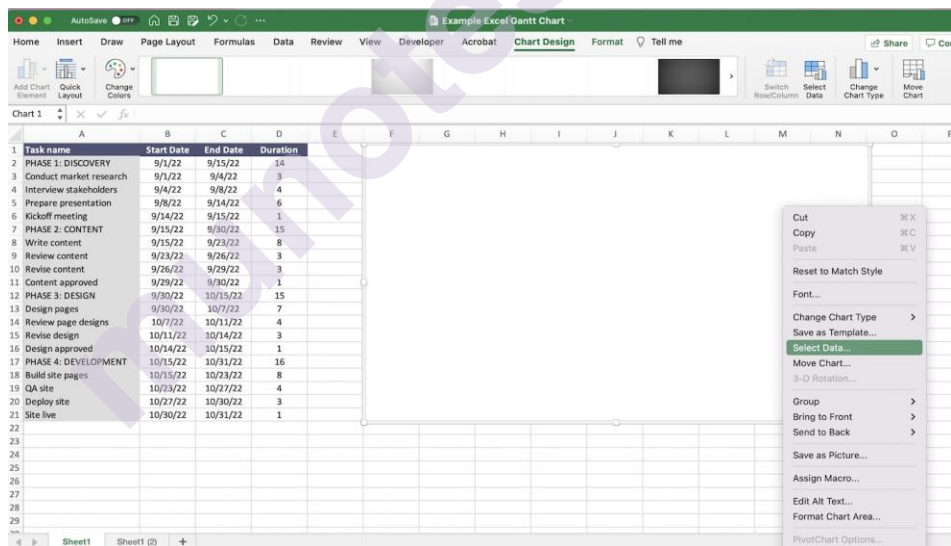 AutoSave OFF Example Excel Gantt Chart
Home Insert Draw Page Layout Formulas Data Review View Developer Acrobat Chart Design Format Tell me Share Co
Add Chart Element Quick Layout Change Colors Switch Row/Column Select Data Change Chart Type Move Chart
Chart 1 fx
A B C D E F G H I J K L M N O
1 Task name Start Date End Date Duration
2 PHASE 1: DISCOVERY 9/1/22 9/15/22 14
3 Conduct market research 9/1/22 9/4/22 3
4 Interview stakeholders 9/4/22 9/8/22 4
5 Prepare presentation 9/8/22 9/14/22 6
6 Kickoff meeting 9/14/22 9/15/22 1
7 PHASE 2: CONTENT 9/15/22 9/30/22 15
8 Write content 9/15/22 9/23/22 8
9 Review content 9/23/22 9/26/22 3
10 Revise content 9/26/22 9/29/22 3
11 Content approved 9/29/22 9/30/22 1
12 PHASE 3: DESIGN 9/30/22 10/15/22 15
13 Design pages 9/30/22 10/7/22 7
14 Review page designs 10/7/22 10/11/22 4
15 Revise design 10/11/22 10/14/22 3
16 Design approved 10/14/22 10/15/22 1
17 PHASE 4: DEVELOPMENT 10/15/22 10/31/22 16
18 Build site pages 10/15/22 10/23/22 8
19 QA site 10/23/22 10/27/22 4
20 Deploy site 10/27/22 10/30/22 3
21 Site live 10/30/22 10/31/22 1
22
23
24
25
26
27
28
29
Cut ⌘X
Copy ⌘C
Paste ⌘V
Reset to Match Style
Font...
Change Chart Type
Save as Template...
Select Data...
Move Chart...
3-D Rotation...
Group
Bring to Front
Send to Back
Save as Picture...
Assign Macro...
Edit Alt Text...
Format Chart Area...
PivotChart Options...
Sheet1 Sheet1 (2) +
munotes